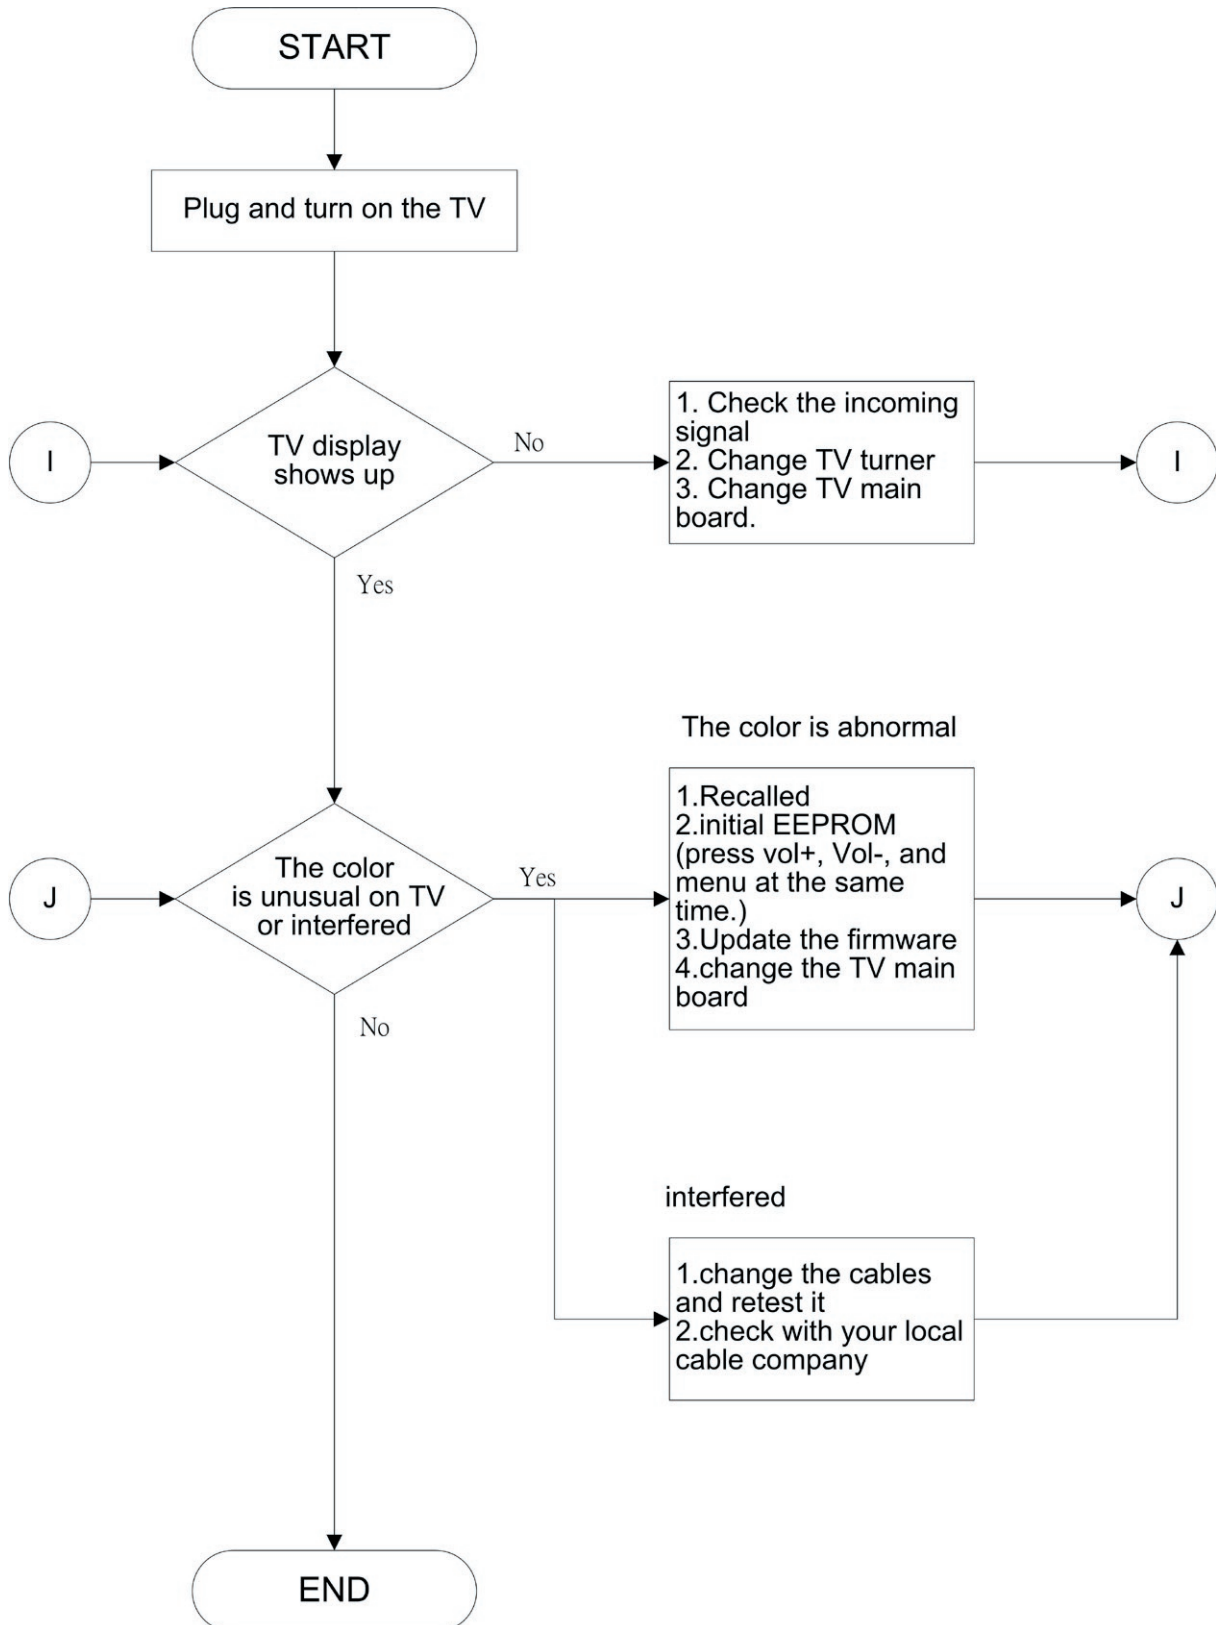 START
Plug and turn on the TV
I
TV display
shows up
No
1. Check the incoming
signal
2. Change TV turner
3. Change TV main
board.
I
Yes
The color is abnormal
J
The color
is unusual on TV
or interfered
Yes
1.Recalled
2.initial EEPROM
(press vol+, Vol-, and
menu at the same
time.)
3.Update the firmware
4.change the TV main
board
J
No
interfered
1.change the cables
and retest it
2.check with your local
cable company
END